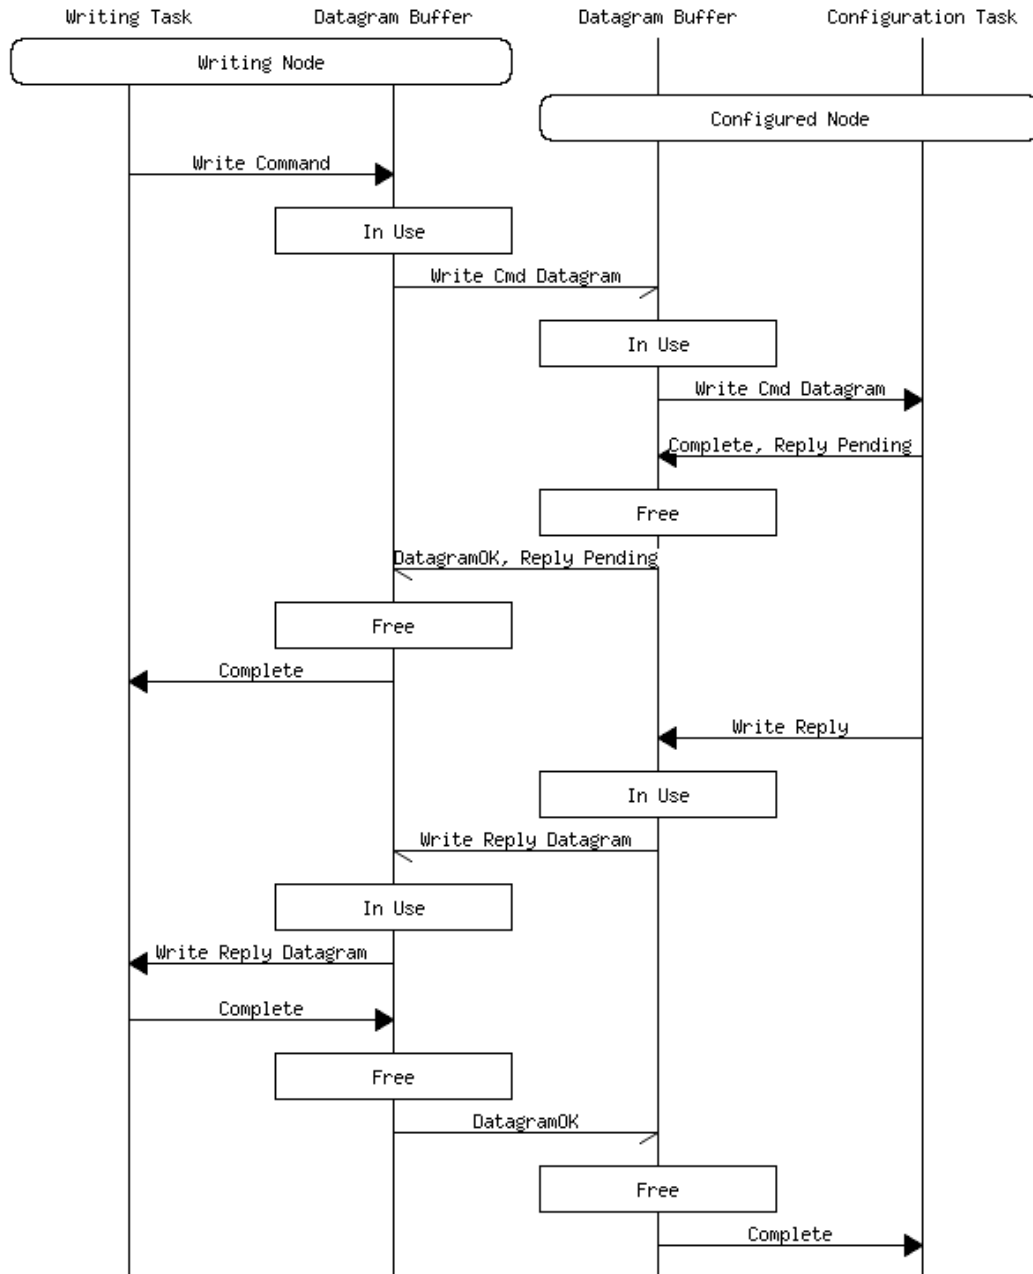 Writing Task
Datagram Buffer
Datagram Buffer
Configuration Task
Writing Node
Configured Node
Write Command
In Use
Write Cmd Datagram
In Use
Write Cmd Datagram
Complete, Reply Pending
Free
DatagramOK, Reply Pending
Free
Complete
Write Reply
In Use
Write Reply Datagram
In Use
Write Reply Datagram
Complete
Free
DatagramOK
Free
Complete